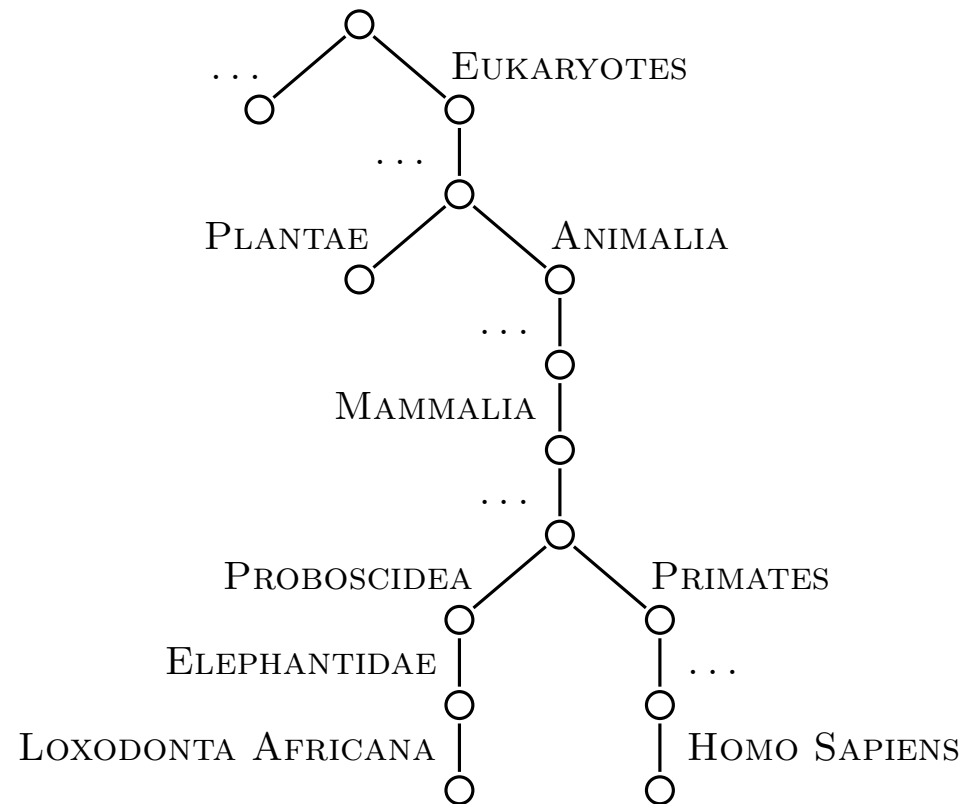 ... Eukaryotes
...
Plantae Animalia
...
Mammalia
...
Proboscidea Primates
Elephantidae ...
Loxodonta Africana Homo Sapiens